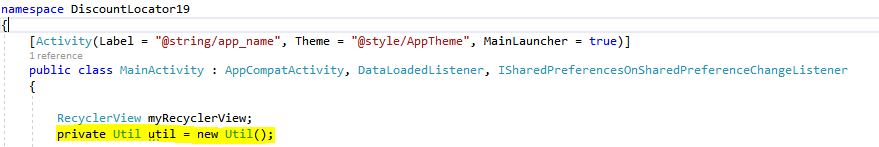 namespace DiscountLocator19
{
[Activity(Label = "@string/app_name", Theme = "@style/AppTheme", MainLauncher = true)]
1 reference
public class MainActivity : AppCompatActivity, DataLoadedListener, ISharedPreferencesOnSharedPreferenceChangeListener
{
RecyclerView myRecyclerView;
private Util util = new Util();